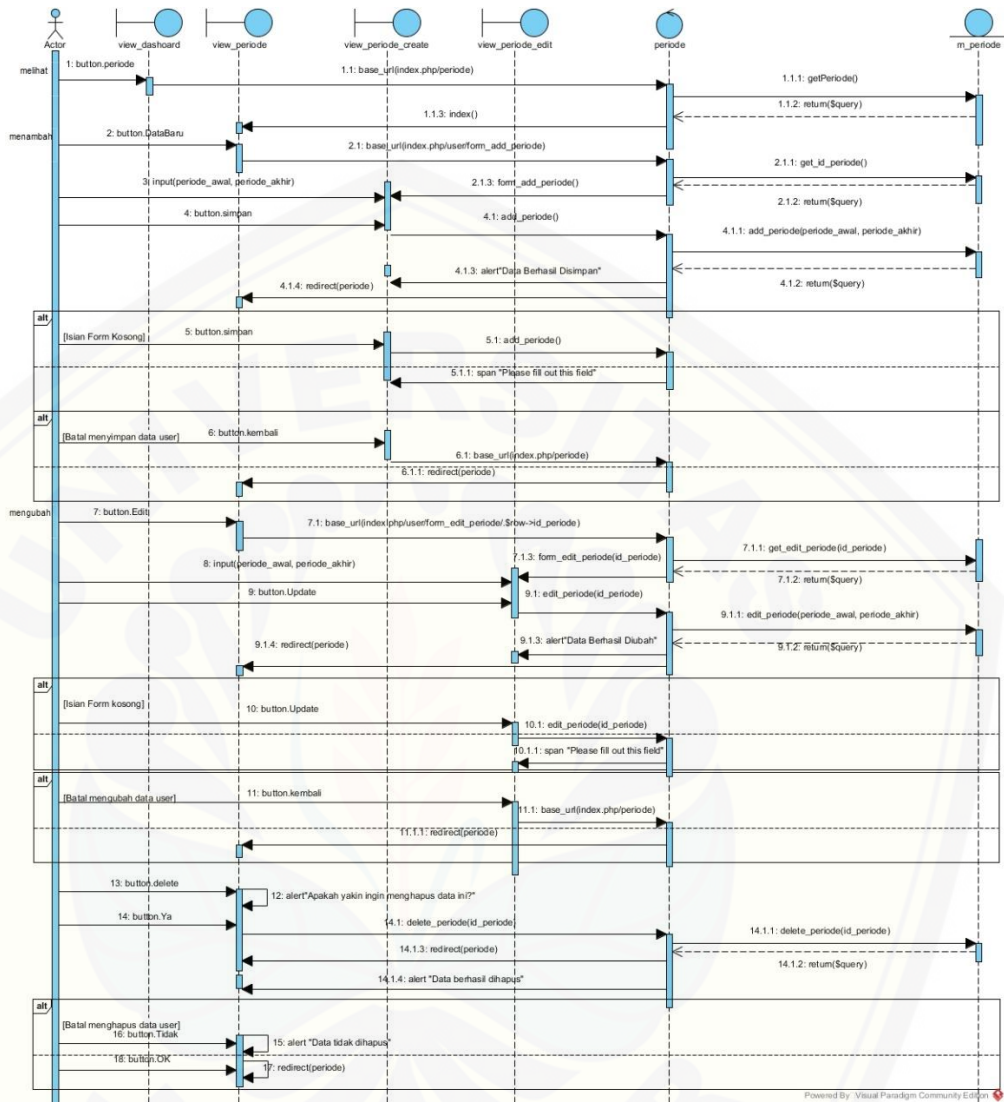 Actor
view_dashoard
view_periode
view_periode_create
view_periode_edit
periode
m_periode
melihat
1: button.periode
1.1: base_url(index.php/periode)
1.1.1: getPeriode()
1.1.2: return($query)
1.1.3: index()
menambah
2: button.DataBaru
2.1: base_url(index.php/user/form_add_periode)
2.1.1: get_id_periode()
2.1.2: return($query)
2.1.3: form_add_periode()
3: input(periode_awal, periode_akhir)
4: button.simpan
4.1: add_periode()
4.1.1: add_periode(periode_awal, periode_akhir)
4.1.2: return($query)
4.1.3: alert"Data Berhasil Disimpan"
4.1.4: redirect(periode)
alt
[Isian Form Kosong]
5: button.simpan
5.1: add_periode()
5.1.1: span "Please fill out this field"
alt
[Batal menyimpan data user]
6: button.kembali
6.1: base_url(index.php/periode)
6.1.1: redirect(periode)
mengubah
7: button.Edit
7.1: base_url(index.php/user/form_edit_periode/.$row->id_periode)
7.1.1: get_edit_periode(id_periode)
7.1.2: return($query)
7.1.3: form_edit_periode(id_periode)
8: input(periode_awal, periode_akhir)
9: button.Update
9.1: edit_periode(id_periode)
9.1.1: edit_periode(periode_awal, periode_akhir)
9.1.2: return($query)
9.1.3: alert"Data Berhasil Diubah"
9.1.4: redirect(periode)
alt
[Isian Form kosong]
10: button.Update
10.1: edit_periode(id_periode)
10.1.1: span "Please fill out this field"
alt
[Batal mengubah data user]
11: button.kembali
11.1: base_url(index.php/periode)
11.1.1: redirect(periode)
13: button.delete
12: alert"Apakah yakin ingin menghapus data ini?"
14: button.Ya
14.1: delete_periode(id_periode)
14.1.1: delete_periode(id_periode)
14.1.2: return($query)
14.1.3: redirect(periode)
14.1.4: alert "Data berhasil dihapus"
alt
[Batal menghapus data user]
16: button.Tidak
15: alert "Data tidak dihapus"
18: button.OK
17: redirect(periode)
UNIVERSITAS
Powered By Visual Paradigm Community Edition